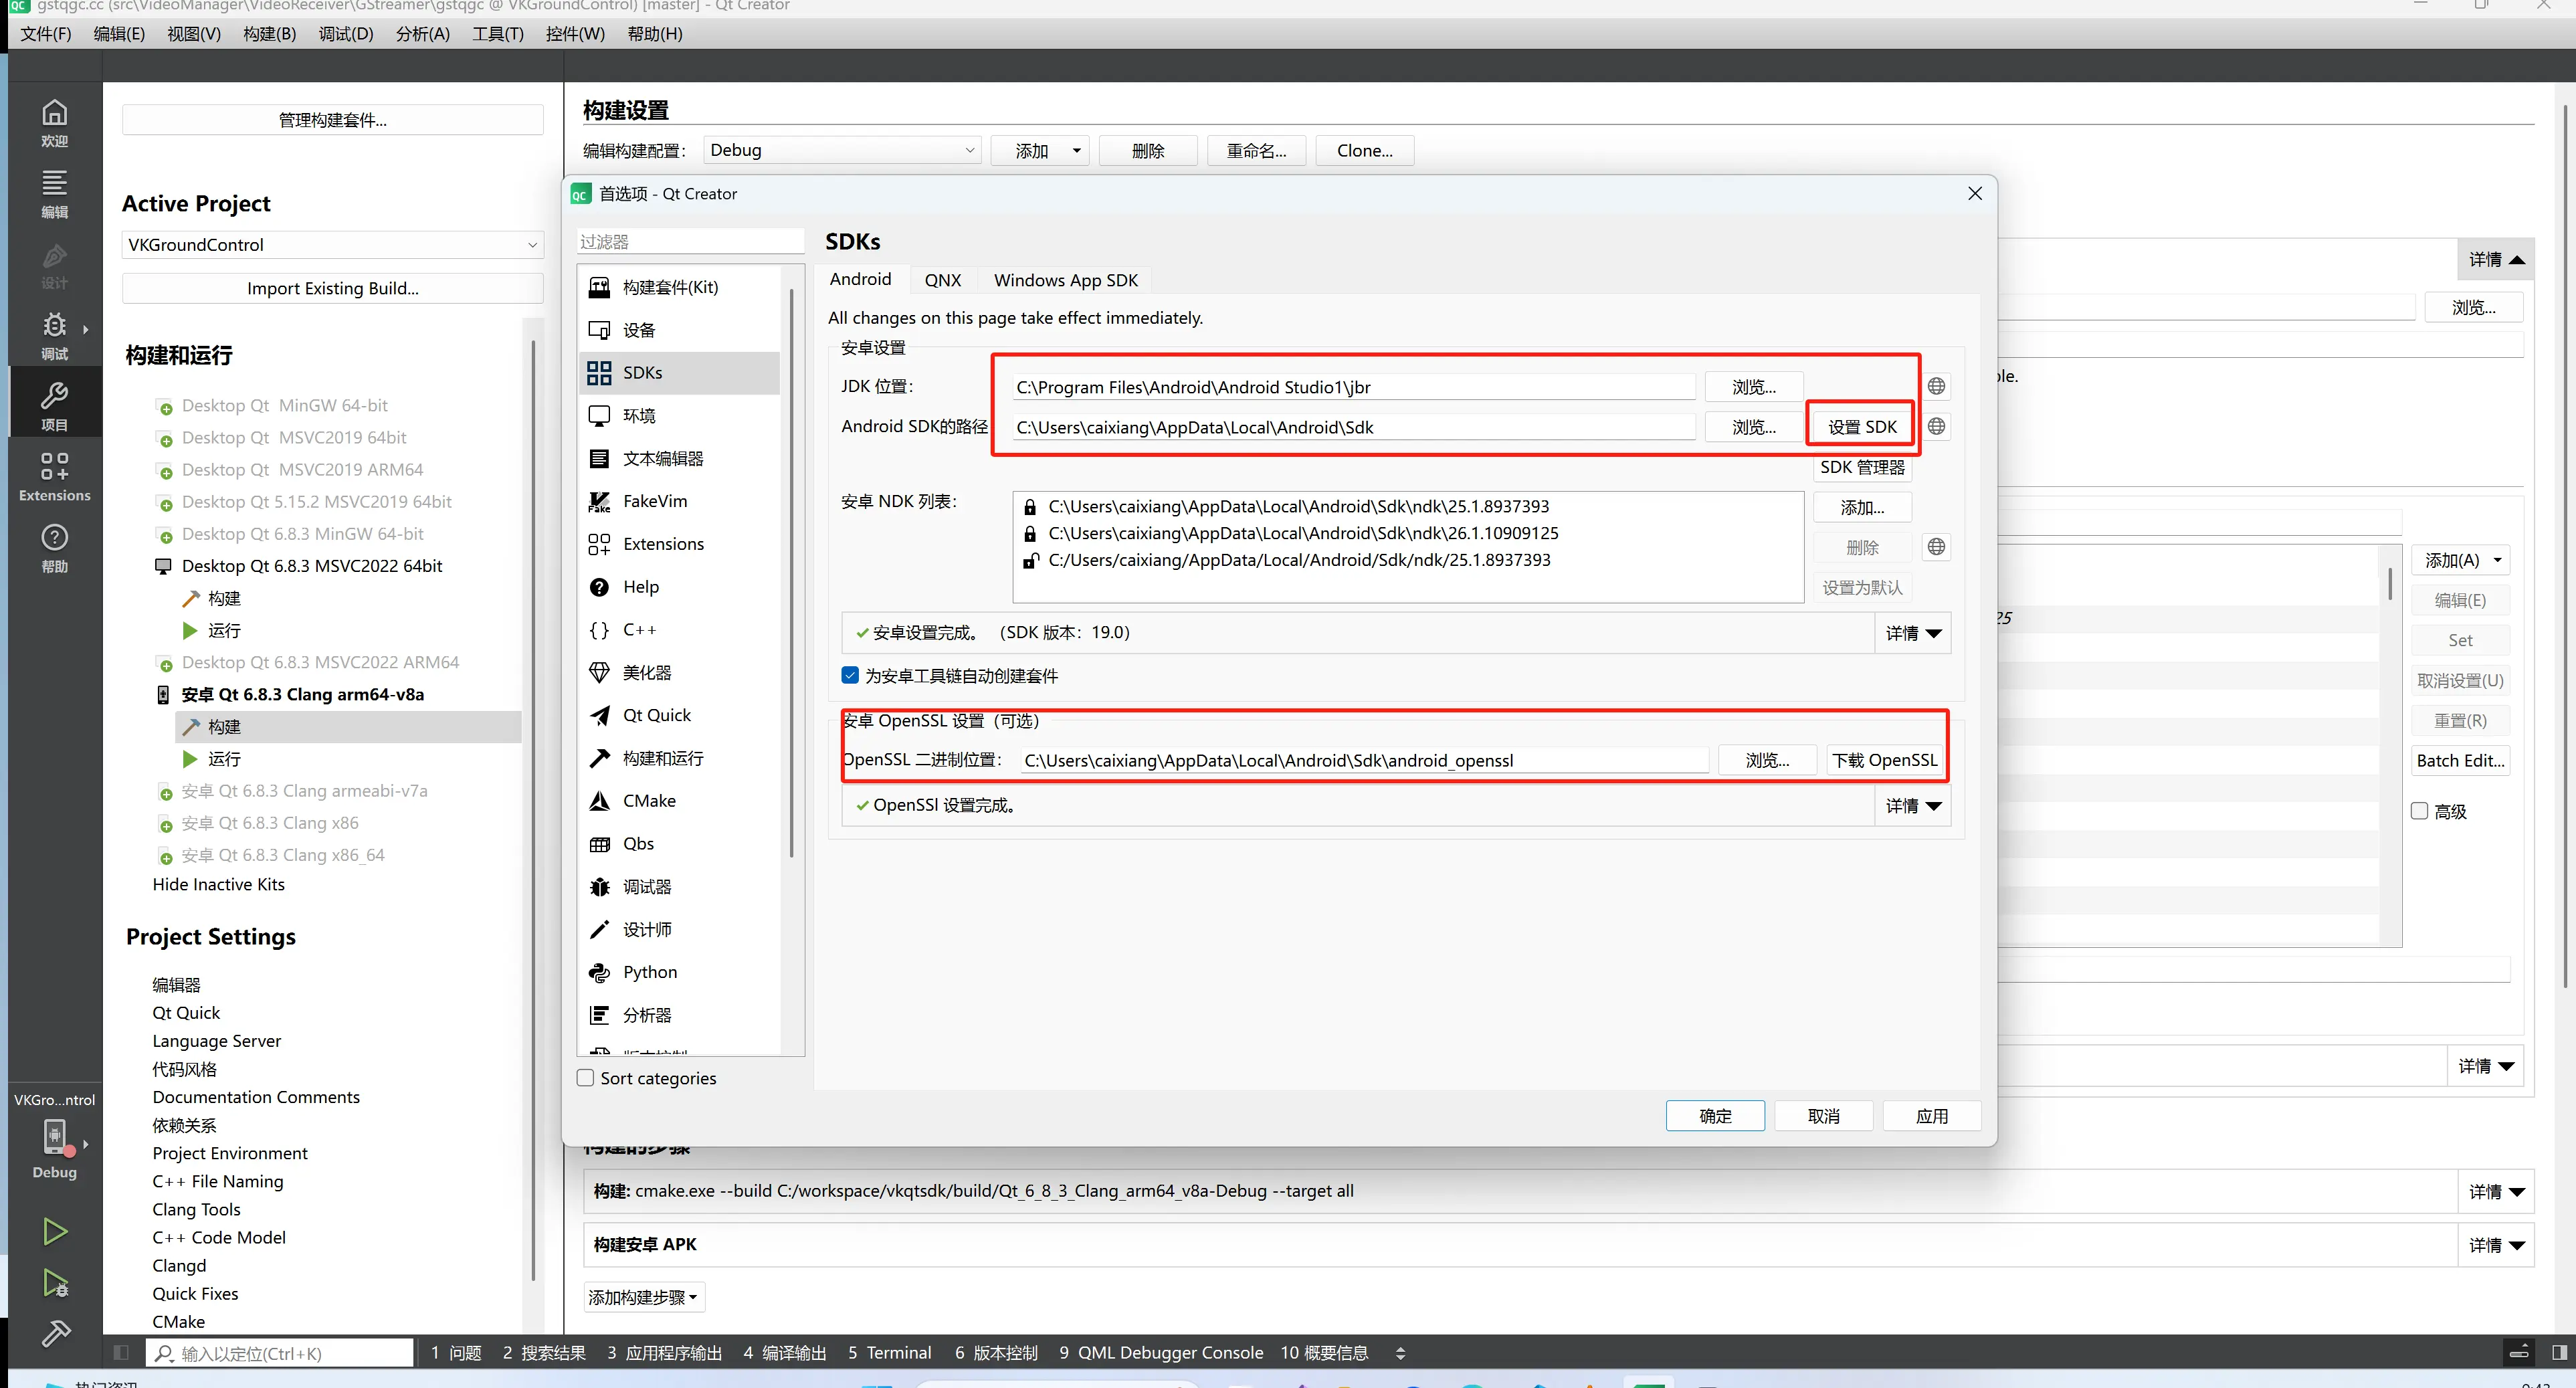 gstqgc.cc (src\VideoManager\VideoReceiver\GStreamer\gstqgc @ VKGroundControl) [master] - Qt Creator
文件(F) 编辑(E) 视图(V) 构建(B) 调试(D) 分析(A) 工具(T) 控件(W) 帮助(H)
欢迎
编辑
设计
调试
项目
Extensions
帮助
VKGro...ntrol
Debug
管理构建套件...
Active Project
VKGroundControl
Import Existing Build...
构建和运行
Desktop Qt MinGW 64-bit
Desktop Qt MSVC2019 64bit
Desktop Qt MSVC2019 ARM64
Desktop Qt 5.15.2 MSVC2019 64bit
Desktop Qt 6.8.3 MinGW 64-bit
Desktop Qt 6.8.3 MSVC2022 64bit
构建
运行
Desktop Qt 6.8.3 MSVC2022 ARM64
安卓 Qt 6.8.3 Clang arm64-v8a
构建
运行
安卓 Qt 6.8.3 Clang armeabi-v7a
安卓 Qt 6.8.3 Clang x86
安卓 Qt 6.8.3 Clang x86_64
Hide Inactive Kits
Project Settings
编辑器
Qt Quick
Language Server
代码风格
Documentation Comments
依赖关系
Project Environment
C++ File Naming
Clang Tools
C++ Code Model
Clangd
Quick Fixes
CMake
构建设置
编辑构建配置： Debug 添加 删除 重命名... Clone...
首选项 - Qt Creator
过滤器
构建套件(Kit)
设备
SDKs
环境
文本编辑器
FakeVim
Extensions
Help
C++
美化器
Qt Quick
构建和运行
CMake
Qbs
调试器
设计师
Python
分析器
版本控制
Sort categories
SDKs
Android QNX Windows App SDK
All changes on this page take effect immediately.
安卓设置
JDK 位置： C:\Program Files\Android\Android Studio1\jbr 浏览...
Android SDK的路径 C:\Users\caixiang\AppData\Local\Android\Sdk 浏览... 设置 SDK
SDK 管理器
安卓 NDK 列表：
C:\Users\caixiang\AppData\Local\Android\Sdk\ndk\25.1.8937393
C:\Users\caixiang\AppData\Local\Android\Sdk\ndk\26.1.10909125
C:/Users/caixiang/AppData/Local/Android/Sdk/ndk/25.1.8937393
添加...
删除
设置为默认
安卓设置完成。（SDK 版本：19.0） 详情
为安卓工具链自动创建套件
安卓 OpenSSL 设置（可选）
OpenSSL 二进制位置： C:\Users\caixiang\AppData\Local\Android\Sdk\android_openssl 浏览... 下载 OpenSSL
OpenSSl 设置完成。 详情
确定 取消 应用
详情
浏览...
ple.
25
添加(A)
编辑(E)
Set
取消设置(U)
重置(R)
Batch Edit...
高级
详情
构建的步骤
构建: cmake.exe --build C:/workspace/vkqtsdk/build/Qt_6_8_3_Clang_arm64_v8a-Debug --target all 详情
构建安卓 APK 详情
添加构建步骤
输入以定位(Ctrl+K) 1 问题 2 搜索结果 3 应用程序输出 4 编译输出 5 Terminal 6 版本控制 9 QML Debugger Console 10 概要信息